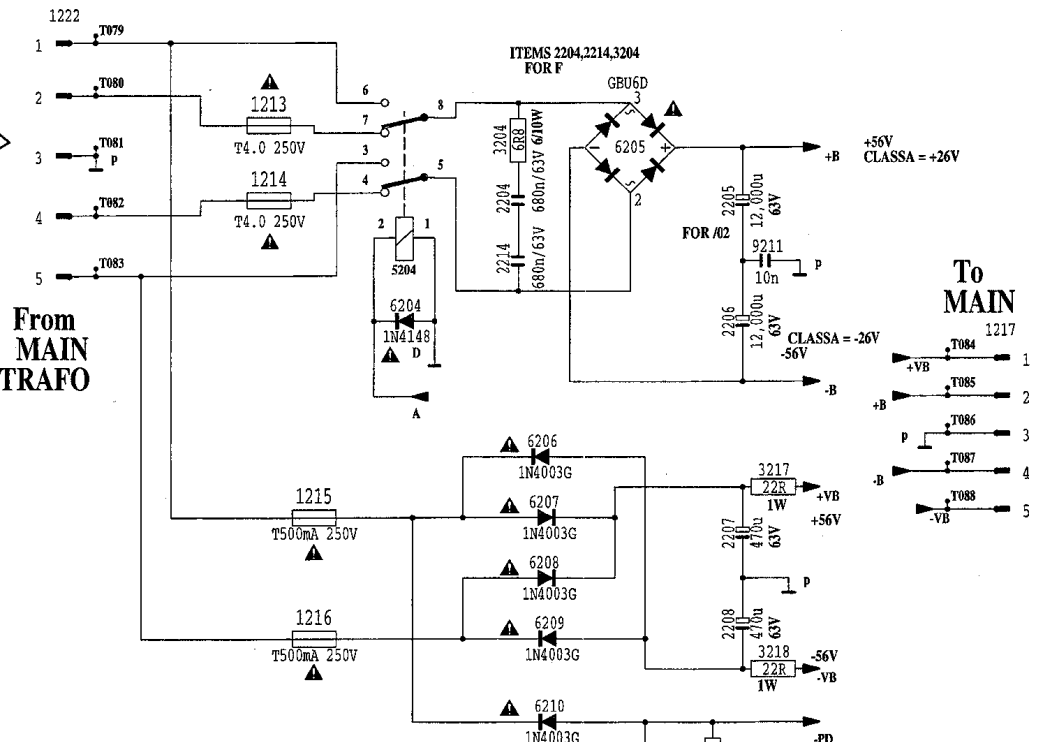 1222
1
T079
2
T080
3
T081
P
4
T082
5
T083
From
MAIN
TRAFO
1213
T4.0 250V
1214
T4.0 250V
6
7
8
3
4
5
2
1
5204
6204
1N4148
D
A
ITEMS 2204,2214,3204
FOR F
GBU6D
3
6205
2
3204
6R8
6/10W
2204
680n/63V
2214
680n/63V
+B
+56V
CLASSA = +26V
2205
12,000u
63V
FOR /02
9211
10n
P
2206
12,000u
63V
CLASSA = -26V
-56V
-B
To
MAIN
1217
+VB
T084
1
+B
T085
2
P
T086
3
-B
T087
4
-VB
T088
5
1215
T500mA 250V
1216
T500mA 250V
6206
1N4003G
6207
1N4003G
6208
1N4003G
6209
1N4003G
6210
1N4003G
3217
22R
1W
+VB
+56V
2207
470u
63V
P
2208
470u
63V
3218
22R
1W
-56V
-VB
-PD